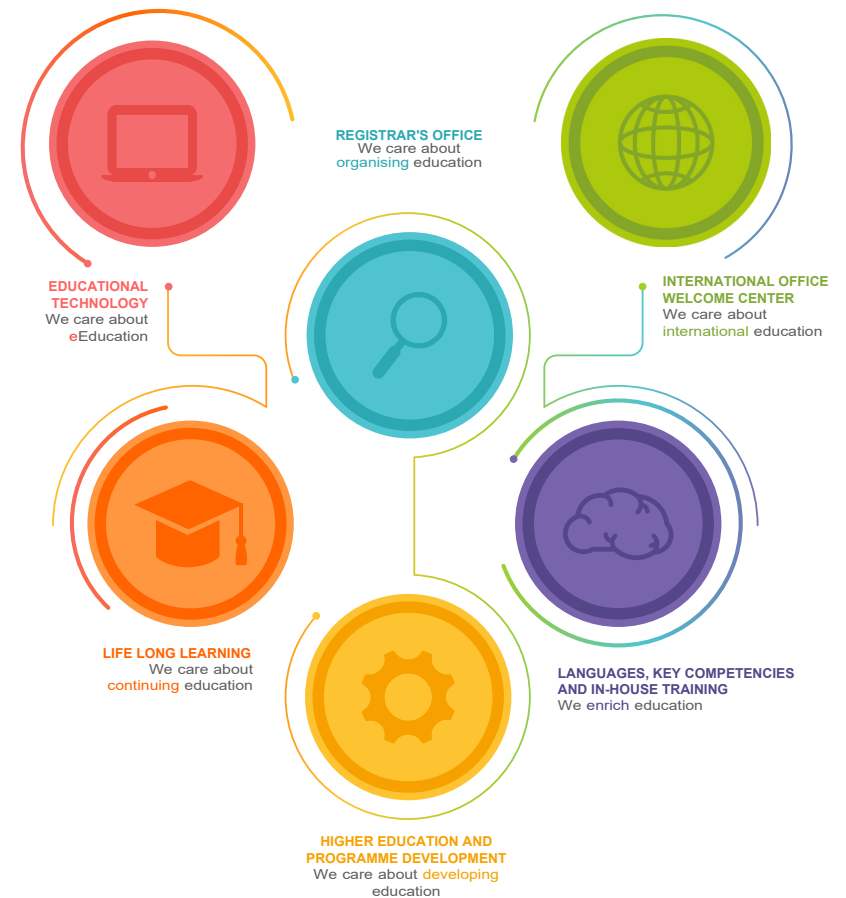 REGISTRAR'S OFFICE
We care about
organising education
EDUCATIONAL
TECHNOLOGY
We care about
eEducation
INTERNATIONAL OFFICE
WELCOME CENTER
We care about
international education
LIFE LONG LEARNING
We care about
continuing education
LANGUAGES, KEY COMPETENCIES
AND IN-HOUSE TRAINING
We enrich education
HIGHER EDUCATION AND
PROGRAMME DEVELOPMENT
We care about developing
education